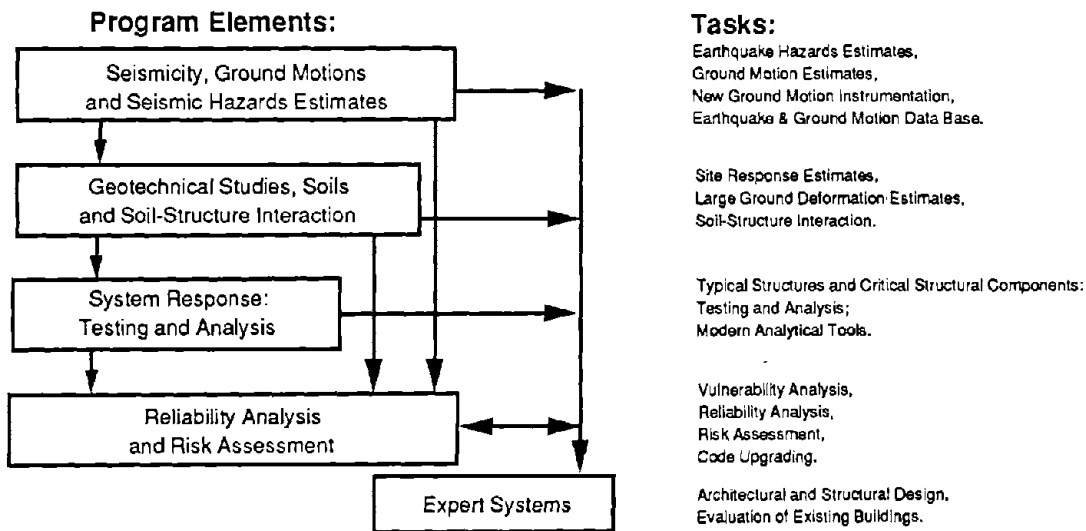 Program Elements:
Seismicity, Ground Motions
and Seismic Hazards Estimates
Geotechnical Studies, Soils
and Soil-Structure Interaction
System Response:
Testing and Analysis
Reliability Analysis
and Risk Assessment
Expert Systems
Tasks:
Earthquake Hazards Estimates,
Ground Motion Estimates,
New Ground Motion Instrumentation,
Earthquake & Ground Motion Data Base.
Site Response Estimates,
Large Ground Deformation Estimates,
Soil-Structure Interaction.
Typical Structures and Critical Structural Components:
Testing and Analysis;
Modern Analytical Tools.
Vulnerability Analysis,
Reliability Analysis,
Risk Assessment,
Code Upgrading.
Architectural and Structural Design,
Evaluation of Existing Buildings.